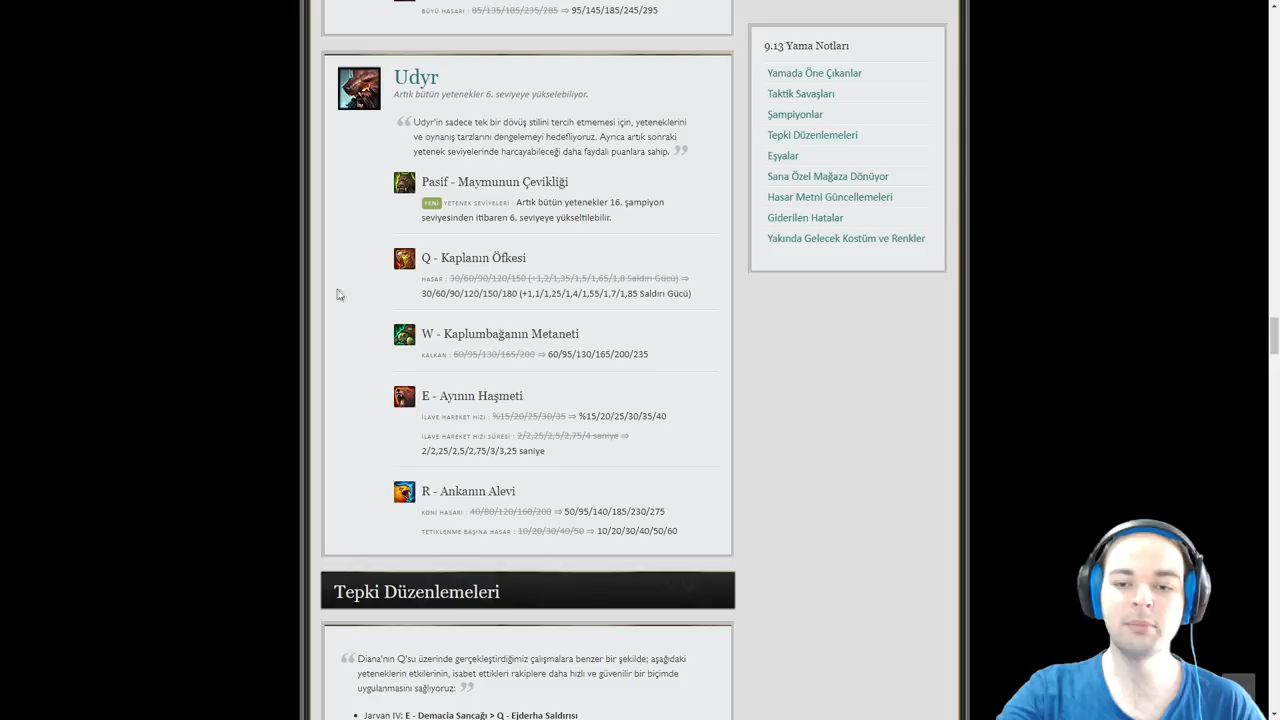 BÜYÜ HASARI : 85/135/185/235/285 ⇒ 95/145/185/245/295
Udyr
Artık bütün yetenekler 6. seviyeye yükselebiliyor.
Udyr'in sadece tek bir dövüş stilini tercih etmemesi için, yeteneklerini
ve oynanış tarzlarını dengelemeyi hedefliyoruz. Ayrıca artık sonraki
yetenek seviyelerinde harcayabileceği daha faydalı puanlara sahip.
Pasif - Maymunun Çevikliği
YENİ YETENEK SEVİYELERİ : Artık bütün yetenekler 16. şampiyon
seviyesinden itibaren 6. seviyeye yükseltilebilir.
Q - Kaplanın Öfkesi
HASAR : 30/60/90/120/150 (+1,2/1,35/1,5/1,65/1,8 Saldırı Gücü) ⇒
30/60/90/120/150/180 (+1,1/1,25/1,4/1,55/1,7/1,85 Saldırı Gücü)
W - Kaplumbağanın Metaneti
KALKAN : 60/95/130/165/200 ⇒ 60/95/130/165/200/235
E - Ayının Haşmeti
İLAVE HAREKET HIZI : %15/20/25/30/35 ⇒ %15/20/25/30/35/40
İLAVE HAREKET HIZI SÜRESİ : 2/2,25/2,5/2,75/4 saniye ⇒
2/2,25/2,5/2,75/3/3,25 saniye
R - Ankanın Alevi
KONİ HASARI : 40/80/120/160/200 ⇒ 50/95/140/185/230/275
TETİKLENME BAŞINA HASAR : 10/20/30/40/50 ⇒ 10/20/30/40/50/60
Tepki Düzenlemeleri
Diana'nın Q'su üzerinde gerçekleştirdiğimiz çalışmalara benzer bir şekilde; aşağıdaki
yeteneklerin etkilerinin, isabet ettikleri rakiplere daha hızlı ve güvenilir bir biçimde
uygulanmasını sağlıyoruz:
• Jarvan IV: E - Demacia Sancağı > Q - Ejderha Saldırısı
9.13 Yama Notları
Yamada Öne Çıkanlar
Taktik Savaşları
Şampiyonlar
Tepki Düzenlemeleri
Eşyalar
Sana Özel Mağaza Dönüyor
Hasar Metni Güncellemeleri
Giderilen Hatalar
Yakında Gelecek Kostüm ve Renkler